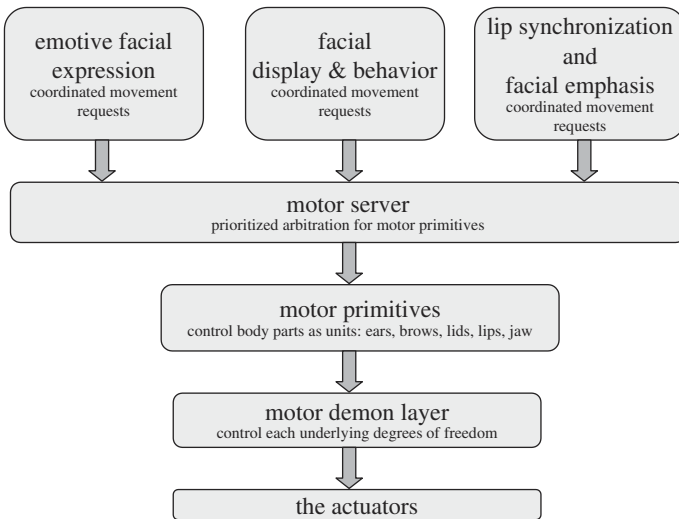 emotive facial
expression
coordinated movement
requests
facial
display & behavior
coordinated movement
requests
lip synchronization
and
facial emphasis
coordinated movement
requests
motor server
prioritized arbitration for motor primitives
motor primitives
control body parts as units: ears, brows, lids, lips, jaw
motor demon layer
control each underlying degrees of freedom
the actuators